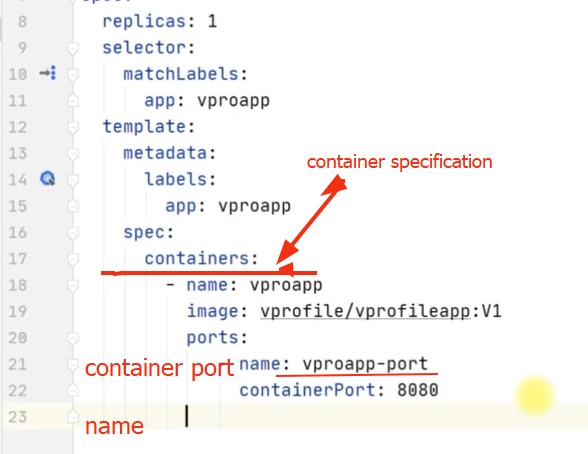 spec:
8 replicas: 1
9 selector:
10 matchLabels:
11 app: vproapp
12 template:
13 metadata:
container specification
14 labels:
15 app: vproapp
16 spec:
17 containers:
18 - name: vproapp
19 image: vprofile/vprofileapp:V1
20 ports:
21 container port name: vproapp-port
22 containerPort: 8080
23
name